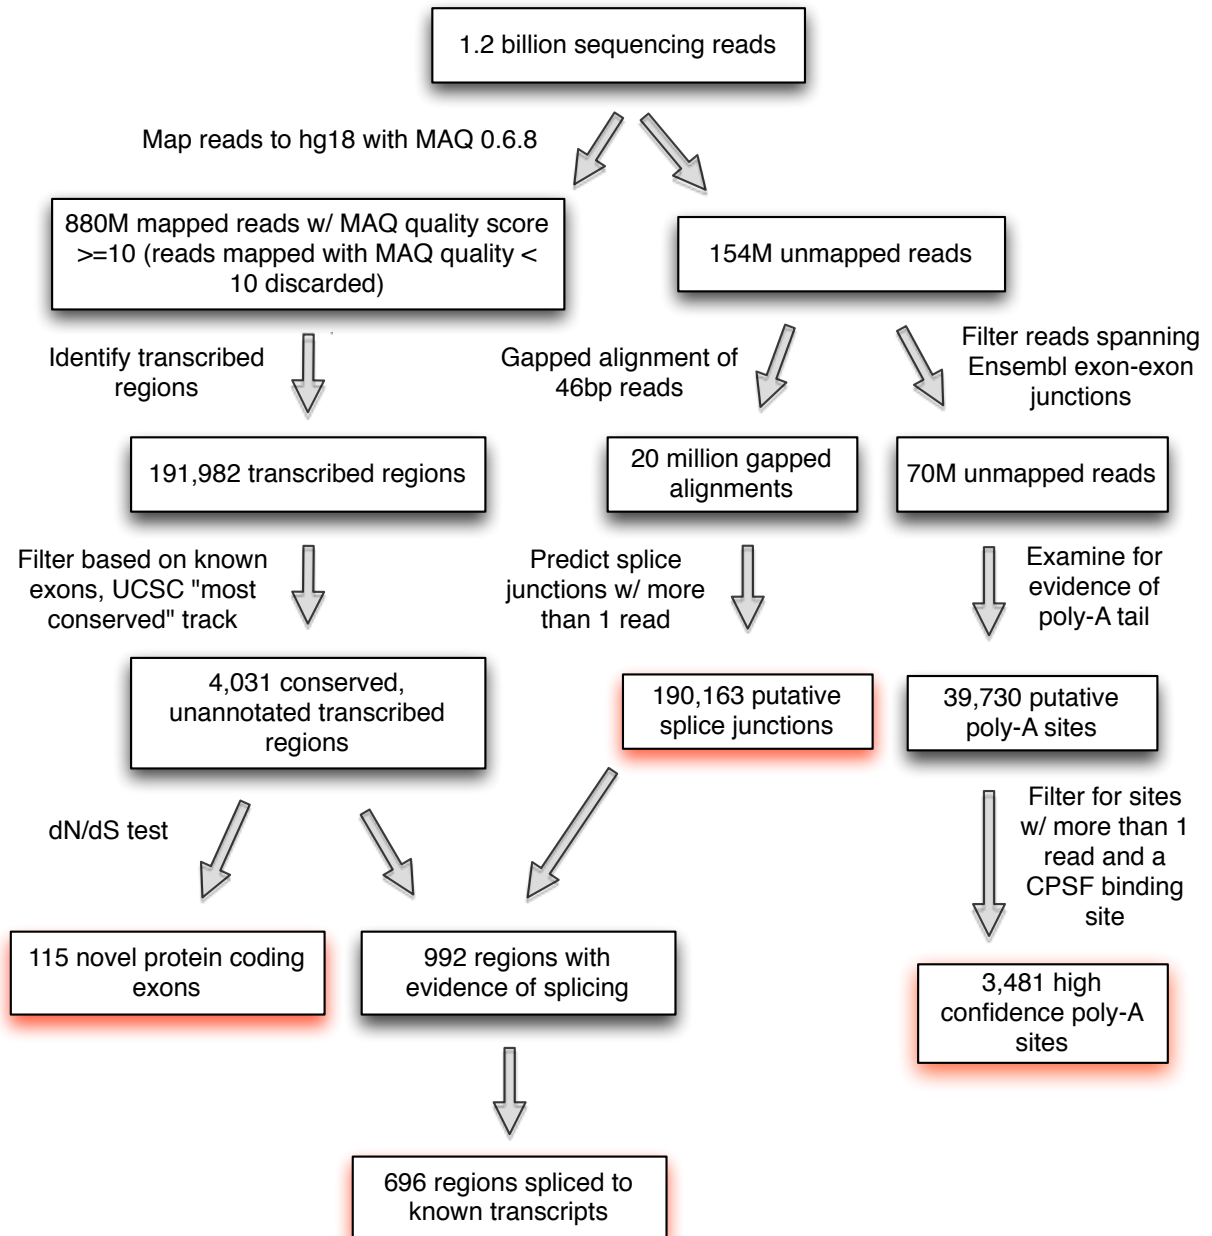 1.2 billion sequencing reads
Map reads to hg18 with MAQ 0.6.8
880M mapped reads w/ MAQ quality score
>=10 (reads mapped with MAQ quality <
10 discarded)
154M unmapped reads
Identify transcribed
regions
Gapped alignment of
46bp reads
Filter reads spanning
Ensembl exon-exon
junctions
191,982 transcribed regions
20 million gapped
alignments
70M unmapped reads
Filter based on known
exons, UCSC "most
conserved" track
Predict splice
junctions w/ more
than 1 read
Examine for
evidence of
poly-A tail
4,031 conserved,
unannotated transcribed
regions
190,163 putative
splice junctions
39,730 putative
poly-A sites
dN/dS test
Filter for sites
w/ more than 1
read and a
CPSF binding
site
115 novel protein coding
exons
992 regions with
evidence of splicing
3,481 high
confidence poly-A
sites
696 regions spliced to
known transcripts